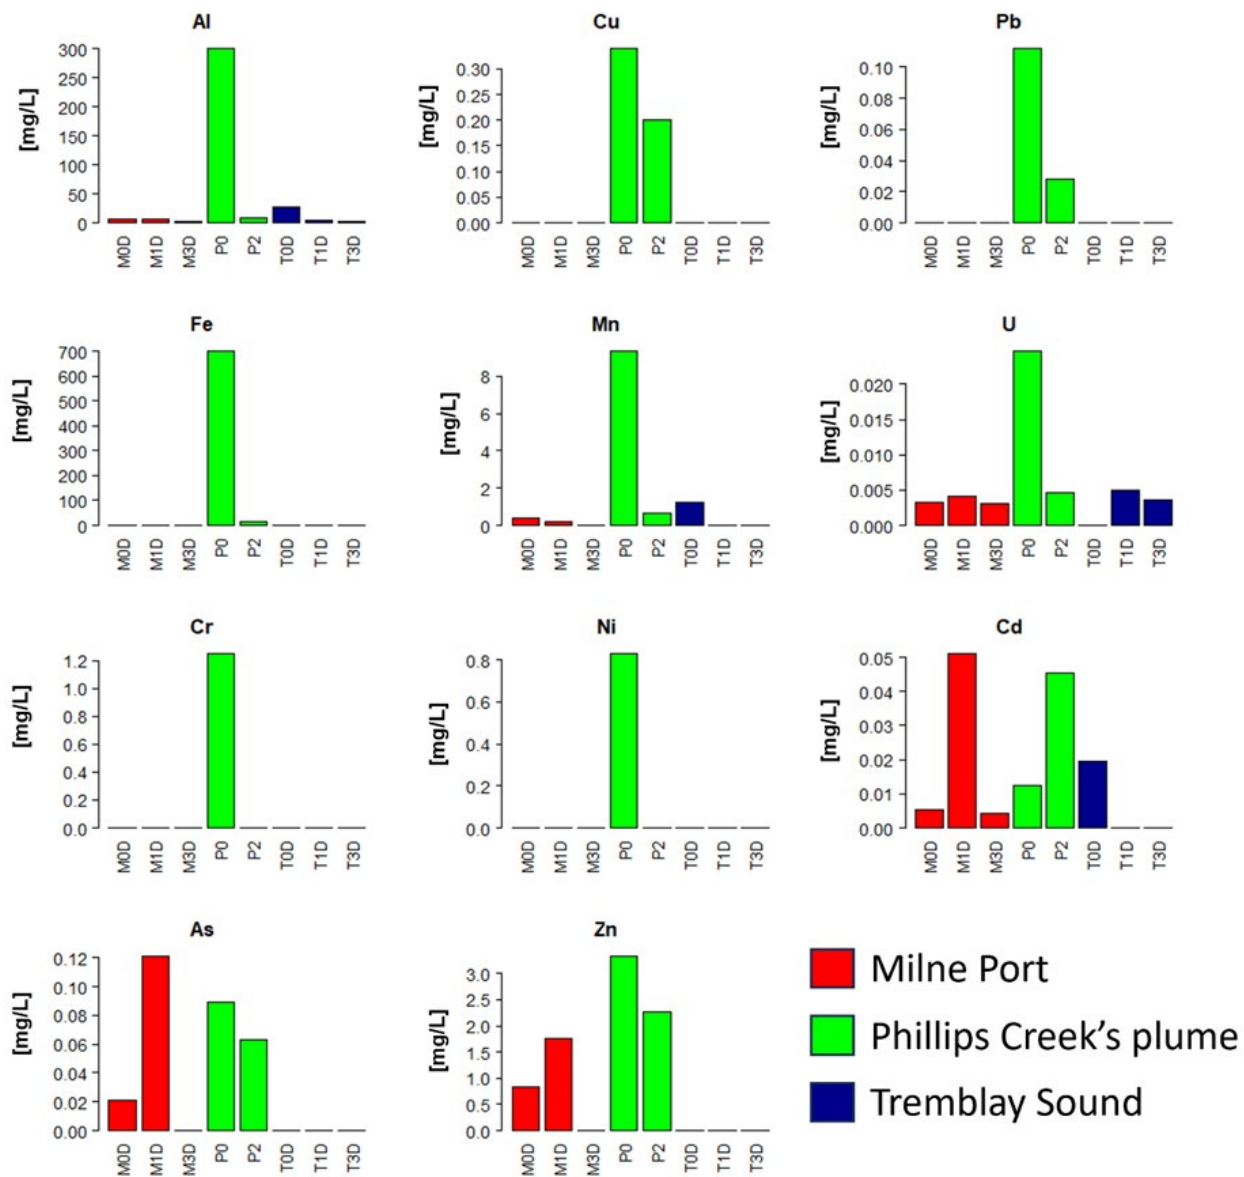 Al
300
250
200
150
100
50
0
[mg/L]
M0D M1D M3D P0 P2 T0D T1D T3D
Cu
0.30
0.25
0.20
0.15
0.10
0.05
0.00
[mg/L]
M0D M1D M3D P0 P2 T0D T1D T3D
Pb
0.10
0.08
0.06
0.04
0.02
0.00
[mg/L]
M0D M1D M3D P0 P2 T0D T1D T3D
Fe
700
600
500
400
300
200
100
0
[mg/L]
M0D M1D M3D P0 P2 T0D T1D T3D
Mn
8
6
4
2
0
[mg/L]
M0D M1D M3D P0 P2 T0D T1D T3D
U
0.020
0.015
0.010
0.005
0.000
[mg/L]
M0D M1D M3D P0 P2 T0D T1D T3D
Cr
1.2
1.0
0.8
0.6
0.4
0.2
0.0
[mg/L]
M0D M1D M3D P0 P2 T0D T1D T3D
Ni
0.8
0.6
0.4
0.2
0.0
[mg/L]
M0D M1D M3D P0 P2 T0D T1D T3D
Cd
0.05
0.04
0.03
0.02
0.01
0.00
[mg/L]
M0D M1D M3D P0 P2 T0D T1D T3D
As
0.12
0.10
0.08
0.06
0.04
0.02
0.00
[mg/L]
M0D M1D M3D P0 P2 T0D T1D T3D
Zn
3.0
2.5
2.0
1.5
1.0
0.5
0.0
[mg/L]
M0D M1D M3D P0 P2 T0D T1D T3D
Milne Port
Phillips Creek’s plume
Tremblay Sound